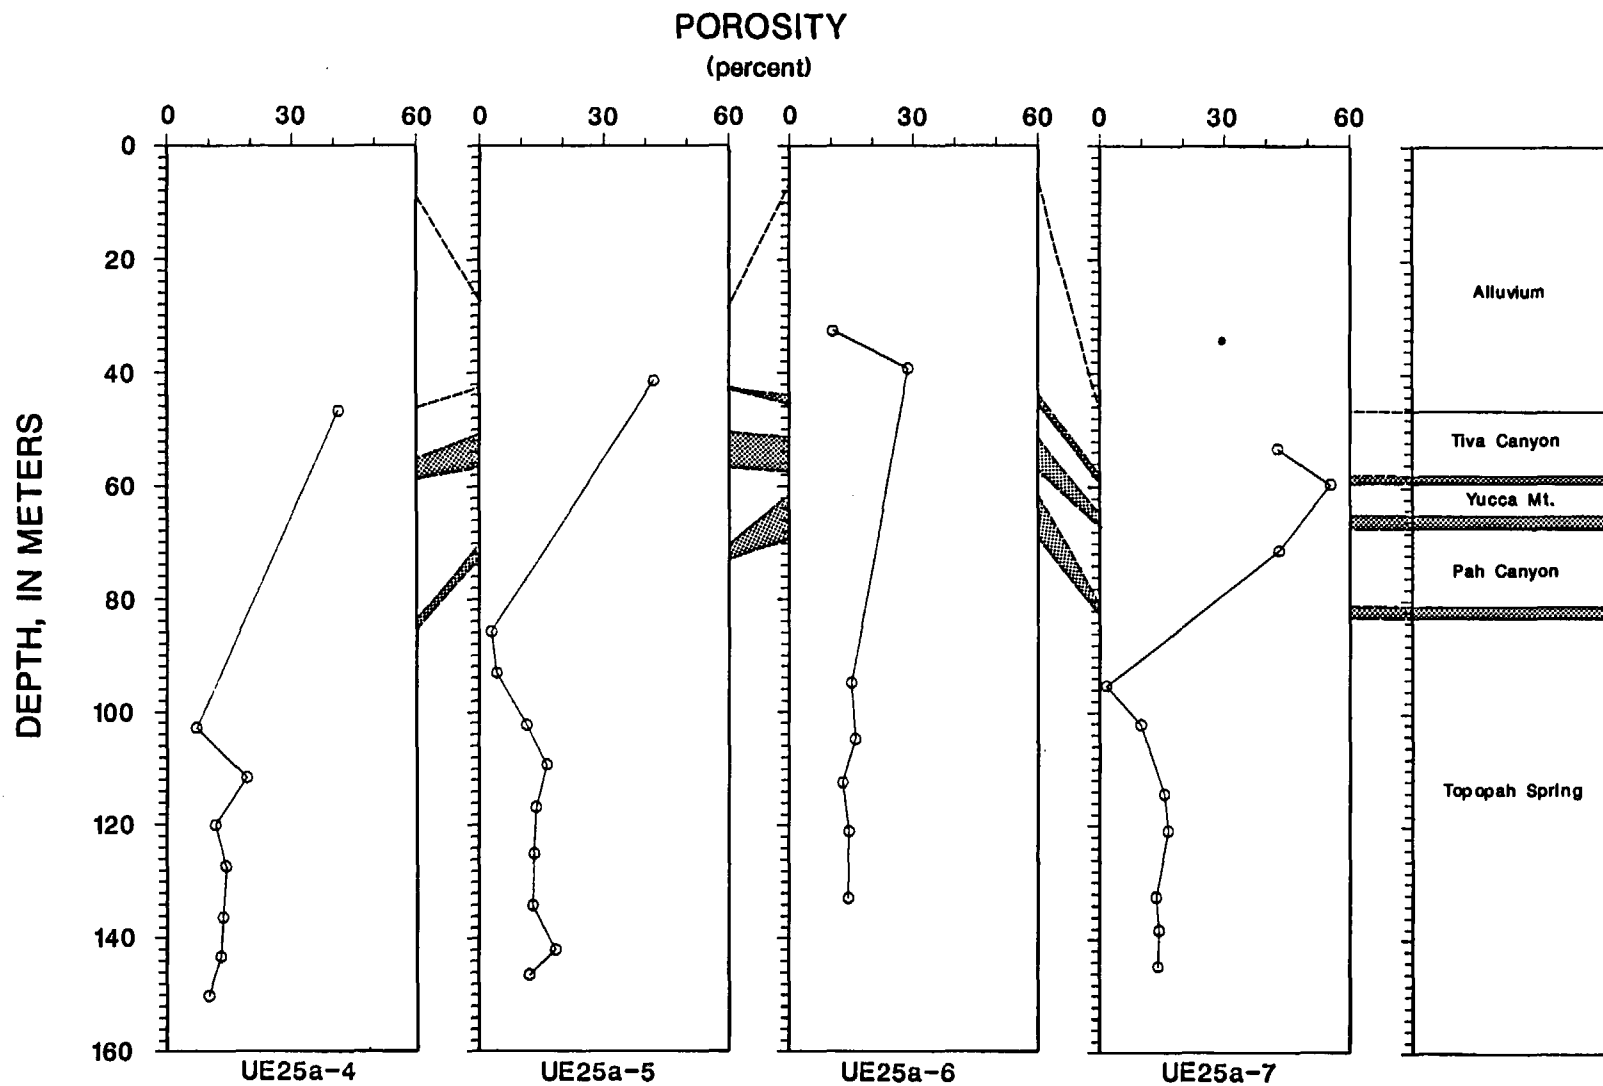 POROSITY
(percent)
0 30 60 0 30 60 0 30 60 0 30 60
0
20
40
60
80
100
120
140
160
DEPTH, IN METERS
Alluvium
Tiva Canyon
Yucca Mt.
Pah Canyon
Topopah Spring
UE25a-4 UE25a-5 UE25a-6 UE25a-7